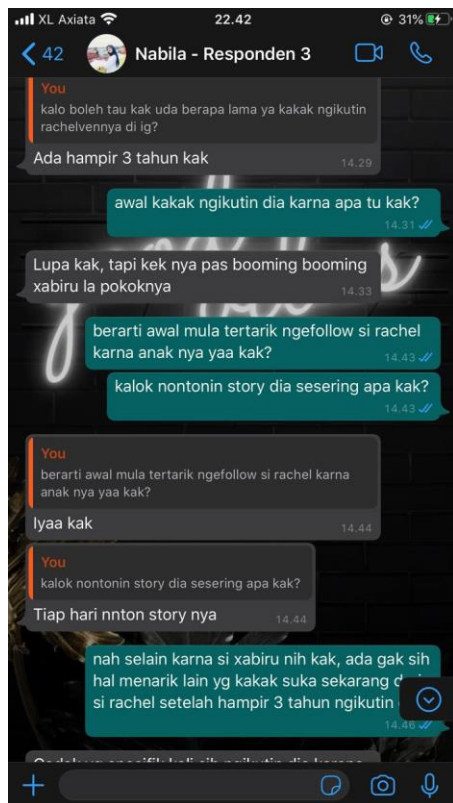 XL Axiata
22.42
31%
42
Nabila - Responden 3
You
kalo boleh tau kak uda berapa lama ya kakak ngikutin
rachelvennya di ig?
Ada hampir 3 tahun kak
14.29
awal kakak ngikutin dia karna apa tu kak?
14.31
Lupa kak, tapi kek nya pas booming booming
xabiru la pokoknya
14.33
berarti awal mula tertarik ngefollow si rachel
karna anak nya yaa kak?
14.43
kalok nontonin story dia sesering apa kak?
14.43
You
berarti awal mula tertarik ngefollow si rachel karna
anak nya yaa kak?
Iyaa kak
14.44
You
kalok nontonin story dia sesering apa kak?
Tiap hari nnton story nya
14.44
nah selain karna si xabiru nih kak, ada gak sih
hal menarik lain yg kakak suka sekarang
si rachel setelah hampir 3 tahun ngikutin
14.46